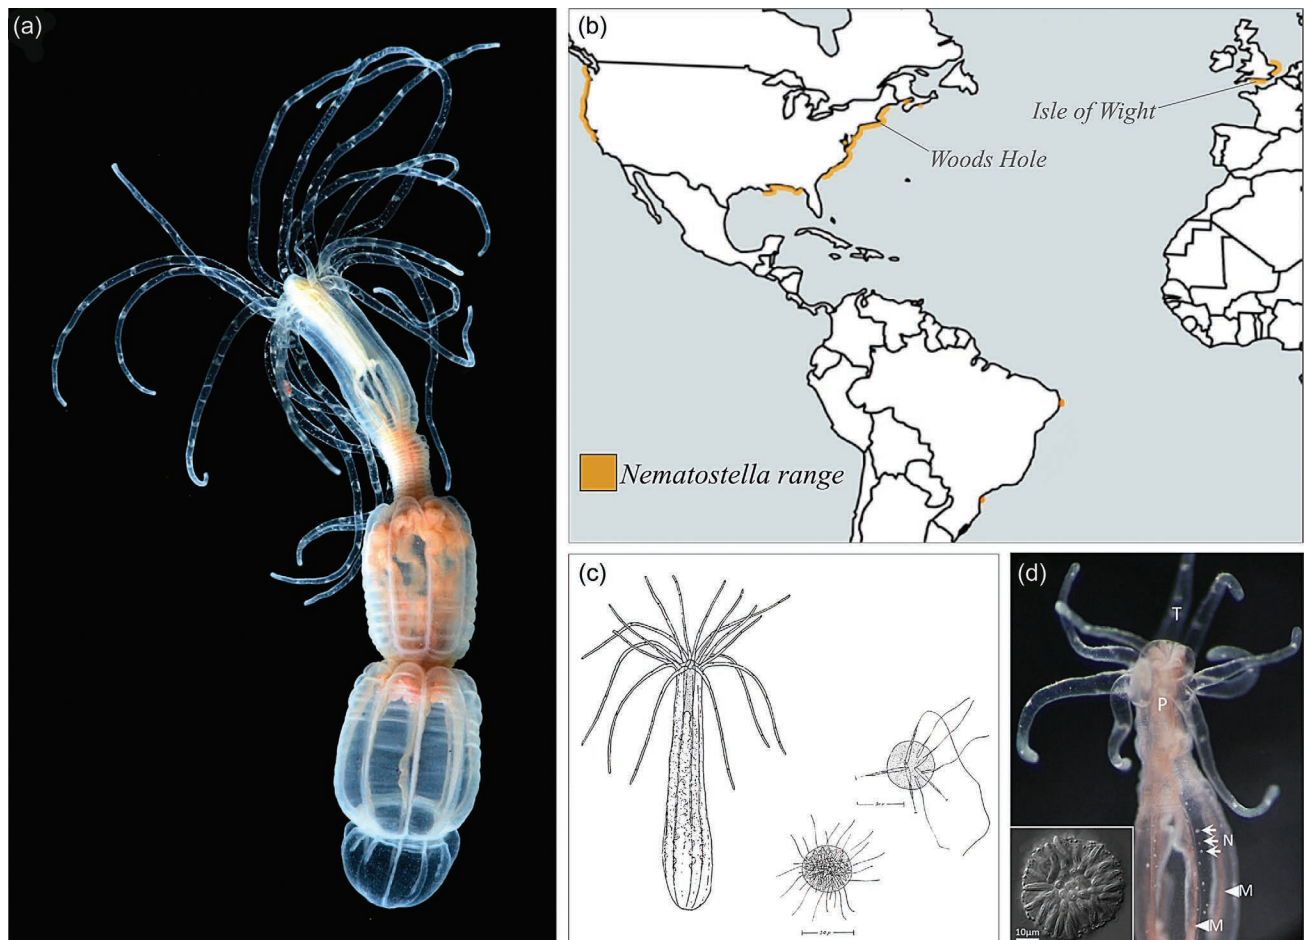 (a)
(b)
Isle of Wight
Woods Hole
Nematostella range
(c)
(d)
T
P
N
M
M
10µm